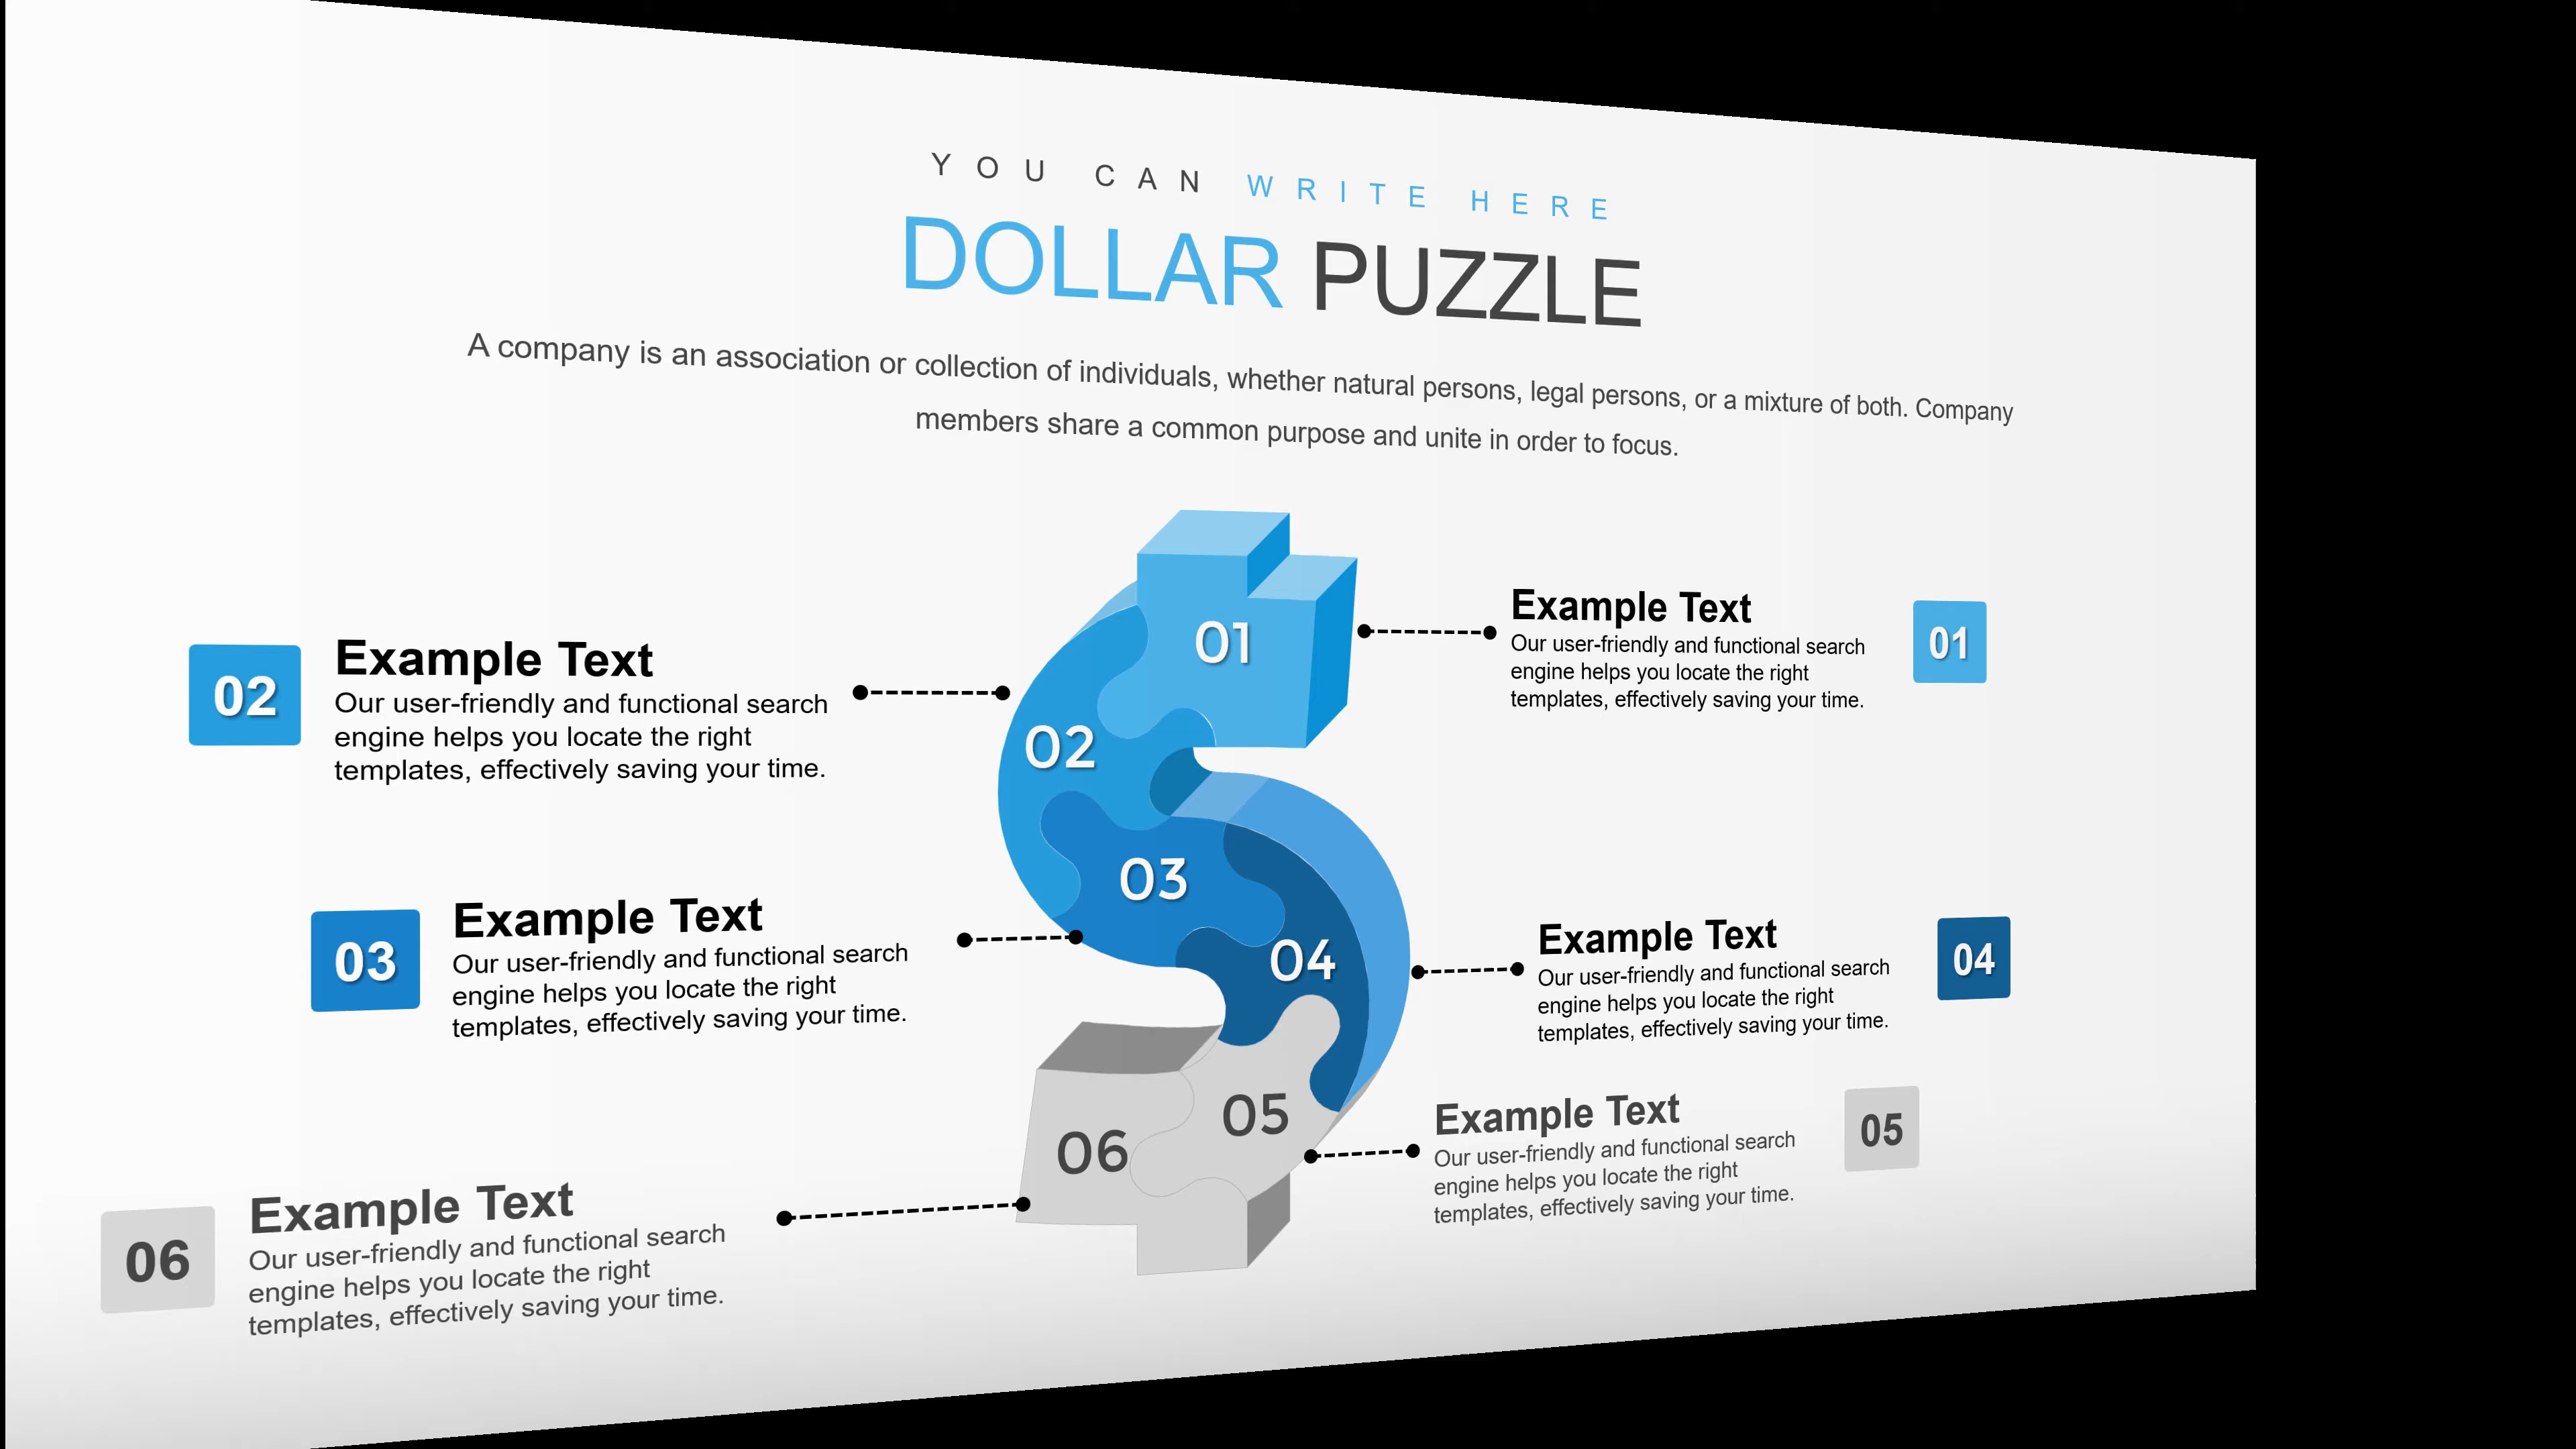 YOU CAN WRITE HERE
DOLLAR PUZZLE
A company is an association or collection of individuals, whether natural persons, legal persons, or a mixture of both. Company
members share a common purpose and unite in order to focus.
01
02
03
04
05
06
Example Text
Our user-friendly and functional search
engine helps you locate the right
templates, effectively saving your time.
01
02
Example Text
Our user-friendly and functional search
engine helps you locate the right
templates, effectively saving your time.
03
Example Text
Our user-friendly and functional search
engine helps you locate the right
templates, effectively saving your time.
Example Text
Our user-friendly and functional search
engine helps you locate the right
templates, effectively saving your time.
04
Example Text
Our user-friendly and functional search
engine helps you locate the right
templates, effectively saving your time.
05
06
Example Text
Our user-friendly and functional search
engine helps you locate the right
templates, effectively saving your time.